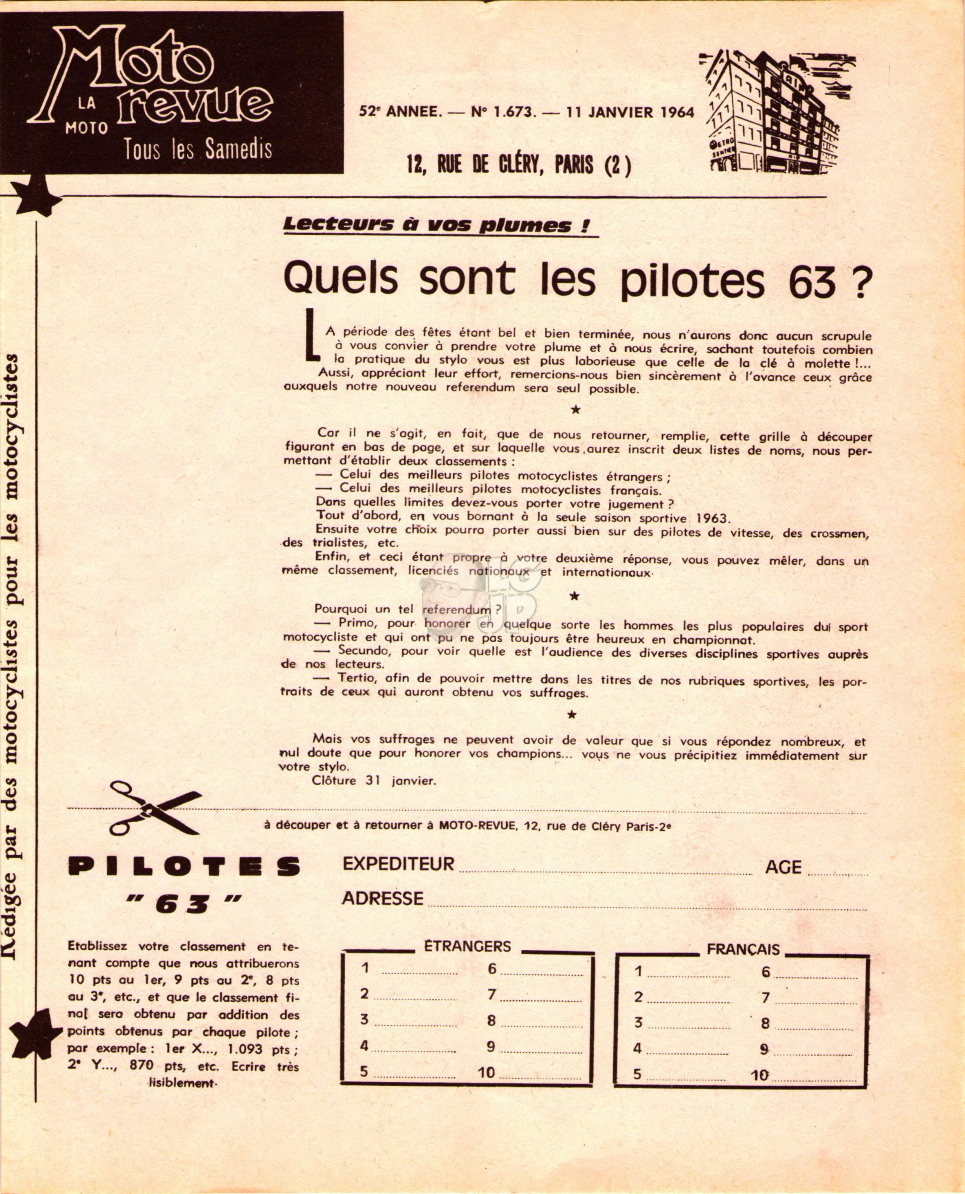 Moto
revue
LA
MOTO
Tous les Samedis
52e ANNEE. — No 1.673. — 11 JANVIER 1964
12, RUE DE CLÉRY, PARIS (2)
METRO
SENTIER
Rédigée par des motocyclistes pour les motocyclistes
Lecteurs à vos plumes !
Quels sont les pilotes 63 ?
LA période des fêtes étant bel et bien terminée, nous n'aurons donc aucun scrupule
à vous convier à prendre votre plume et à nous écrire, sachant toutefois combien
la pratique du stylo vous est plus laborieuse que celle de la clé à molette !...
Aussi, appréciant leur effort, remercions-nous bien sincèrement à l'avance ceux grâce
auxquels notre nouveau referendum sera seul possible.
★
Car il ne s'agit, en fait, que de nous retourner, remplie, cette grille à découper
figurant en bas de page, et sur laquelle vous aurez inscrit deux listes de noms, nous per-
mettant d'établir deux classements :
— Celui des meilleurs pilotes motocyclistes étrangers ;
— Celui des meilleurs pilotes motocyclistes français.
Dans quelles limites devez-vous porter votre jugement ?
Tout d'abord, en vous bornant à la seule saison sportive 1963.
Ensuite votre choix pourra porter aussi bien sur des pilotes de vitesse, des crossmen,
des trialistes, etc.
Enfin, et ceci étant propre à votre deuxième réponse, vous pouvez mêler, dans un
même classement, licenciés nationaux et internationaux.
LG
JP
★
Pourquoi un tel referendum ?
— Primo, pour honorer en quelque sorte les hommes les plus populaires du sport
motocycliste et qui ont pu ne pas toujours être heureux en championnat.
— Secundo, pour voir quelle est l'audience des diverses disciplines sportives auprès
de nos lecteurs.
— Tertio, afin de pouvoir mettre dans les titres de nos rubriques sportives, les por-
traits de ceux qui auront obtenu vos suffrages.
★
Mais vos suffrages ne peuvent avoir de valeur que si vous répondez nombreux, et
nul doute que pour honorer vos champions... vous ne vous précipitiez immédiatement sur
votre stylo.
Clôture 31 janvier.
à découper et à retourner à MOTO-REVUE, 12, rue de Cléry Paris-2e
PILOTES
" 63 "
Etablissez votre classement en te-
nant compte que nous attribuerons
10 pts au 1er, 9 pts au 2e, 8 pts
au 3e, etc., et que le classement fi-
nal sera obtenu par addition des
points obtenus par chaque pilote ;
par exemple : 1er X..., 1.093 pts ;
2e Y..., 870 pts, etc. Ecrire très
lisiblement.
EXPEDITEUR AGE
ADRESSE
ÉTRANGERS
1 6
2 7
3 8
4 9
5 10
FRANÇAIS
1 6
2 7
3 8
4 9
5 10